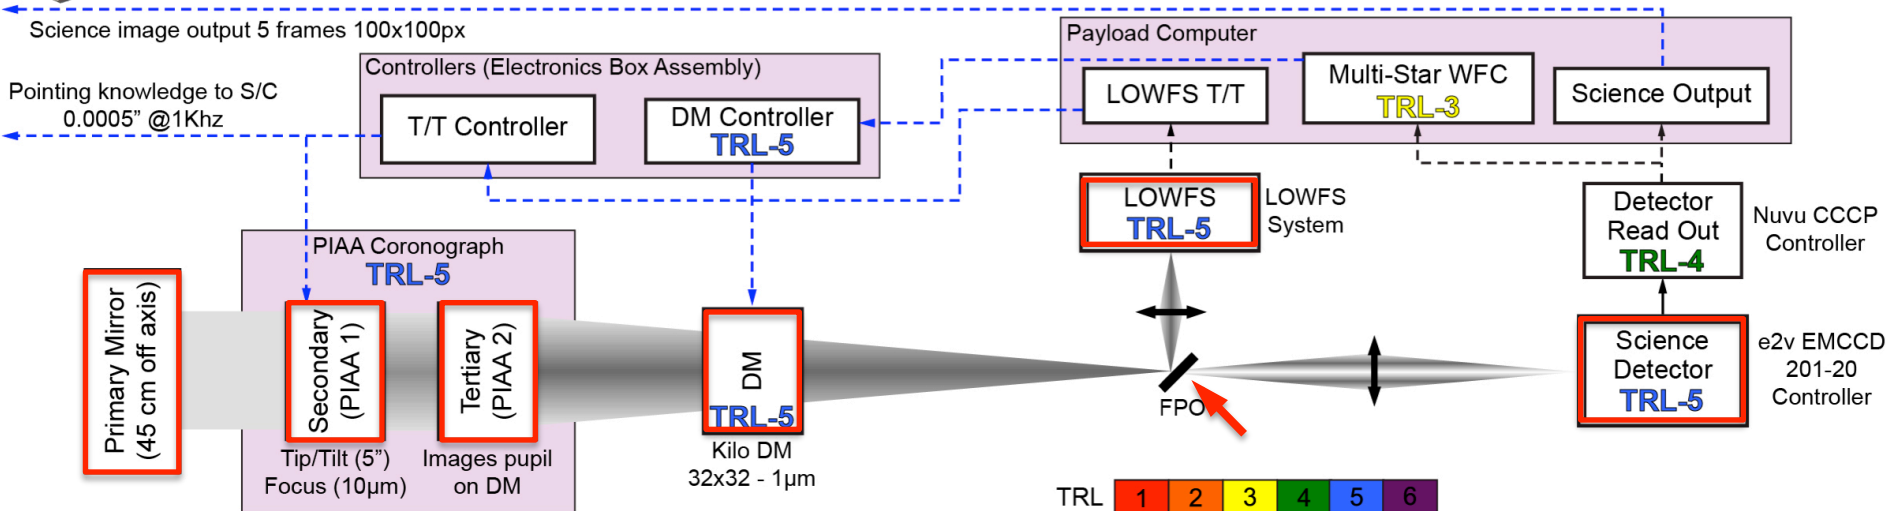 Science image output 5 frames 100x100px
Pointing knowledge to S/C
0.0005” @1Khz
Controllers (Electronics Box Assembly)
T/T Controller
DM Controller
TRL-5
Payload Computer
LOWFS T/T
Multi-Star WFC
TRL-3
Science Output
LOWFS
TRL-5
LOWFS
System
Detector
Read Out
TRL-4
Nuvu CCCP
Controller
PIAA Coronograph
TRL-5
Primary Mirror
(45 cm off axis)
Secondary
(PIAA 1)
Tertiary
(PIAA 2)
Tip/Tilt (5”)
Focus (10µm)
Images pupil
on DM
DM
TRL-5
Kilo DM
32x32 - 1µm
FPO
Science
Detector
TRL-5
e2v EMCCD
201-20
Controller
TRL 1 2 3 4 5 6